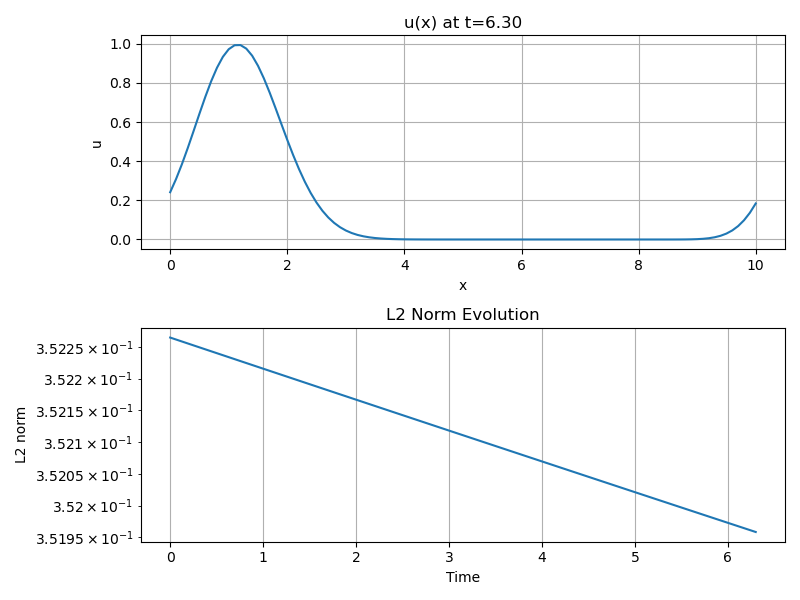 u(x) at t=6.30
1.0
0.8
0.6
0.4
0.2
0.0
u
0 2 4 6 8 10
x
L2 Norm Evolution
3.5225 × 10⁻¹
3.522 × 10⁻¹
3.5215 × 10⁻¹
3.521 × 10⁻¹
3.5205 × 10⁻¹
3.52 × 10⁻¹
3.5195 × 10⁻¹
L2 norm
0 1 2 3 4 5 6
Time